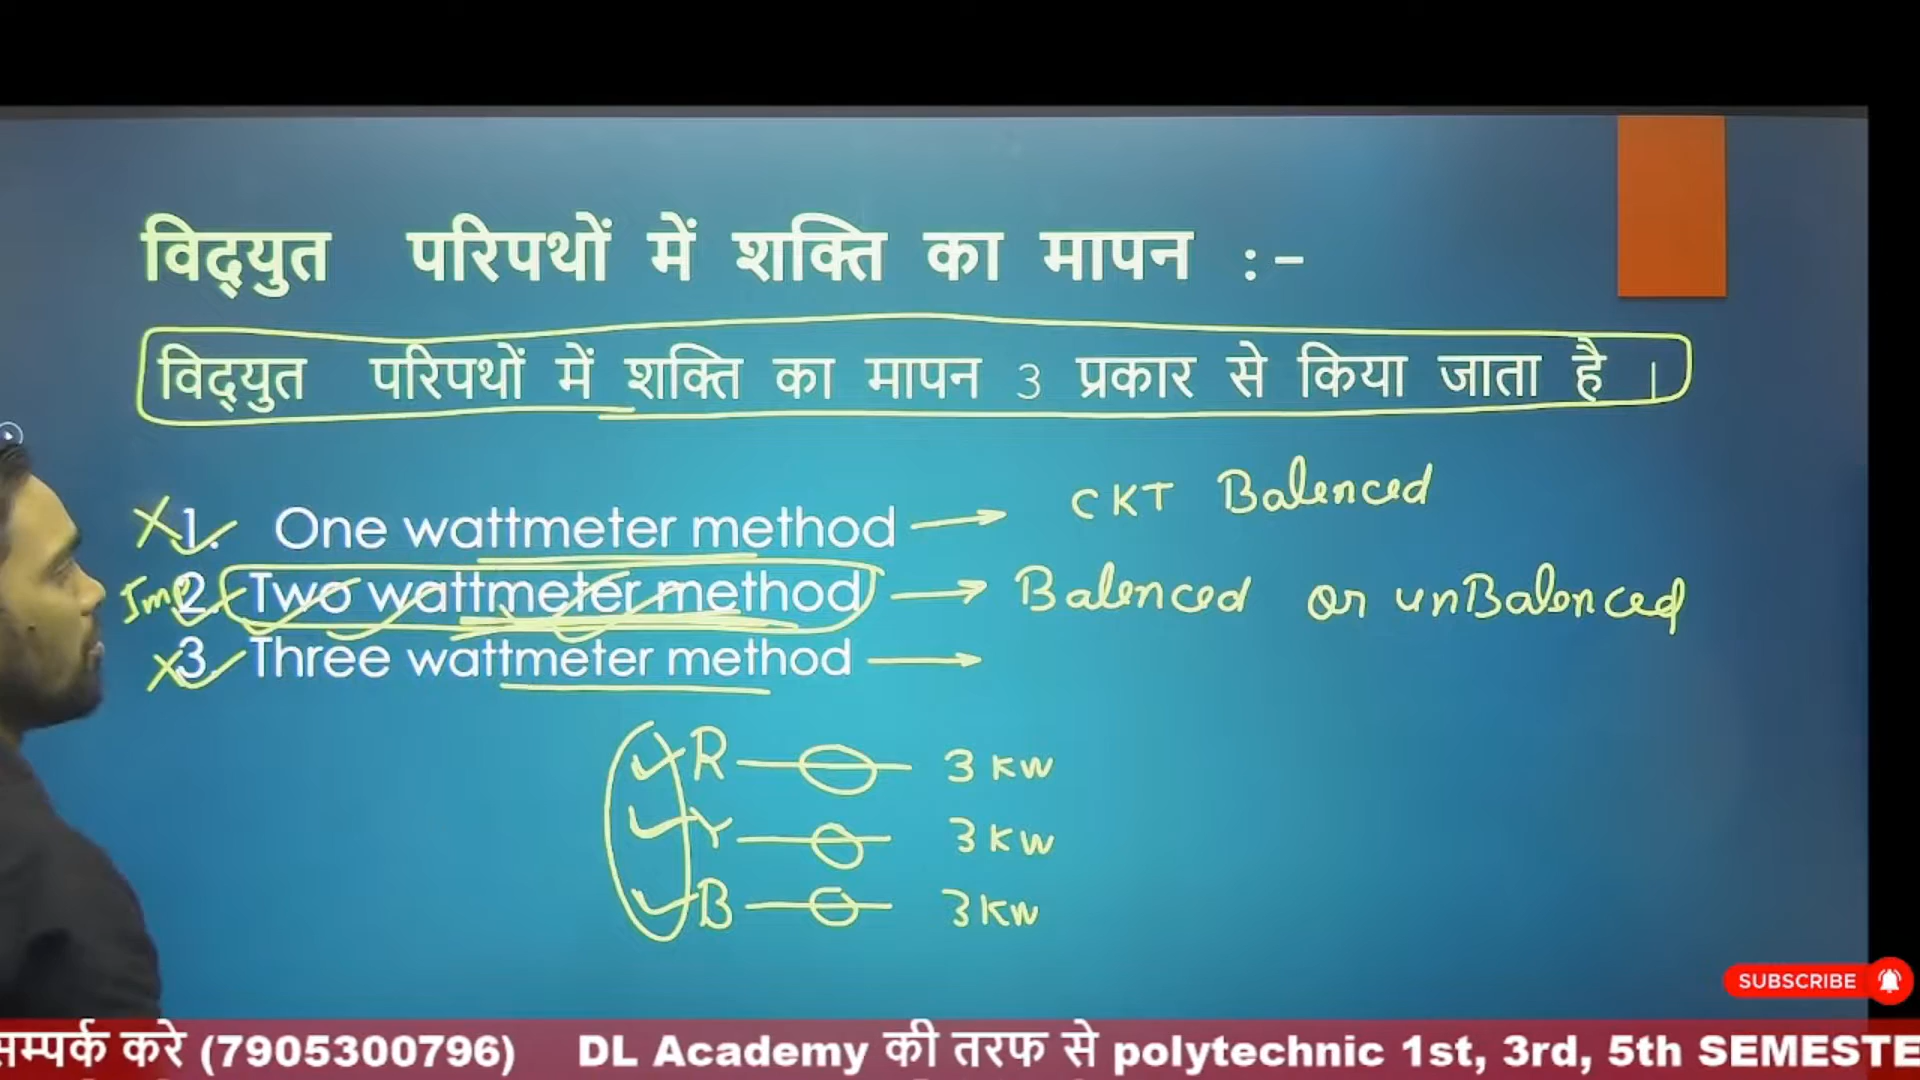 विद्युत परिपथों में शक्ति का मापन :-
विद्युत परिपथों में शक्ति का मापन 3 प्रकार से किया जाता है ।
1. One wattmeter method → CKT Balenced
Imp 2. Two wattmeter method → Balenced or unBalenced
3. Three wattmeter method →
R 3 KW
Y 3 KW
B 3 KW
SUBSCRIBE
सम्पर्क करे (7905300796) DL Academy की तरफ से polytechnic 1st, 3rd, 5th SEMESTE